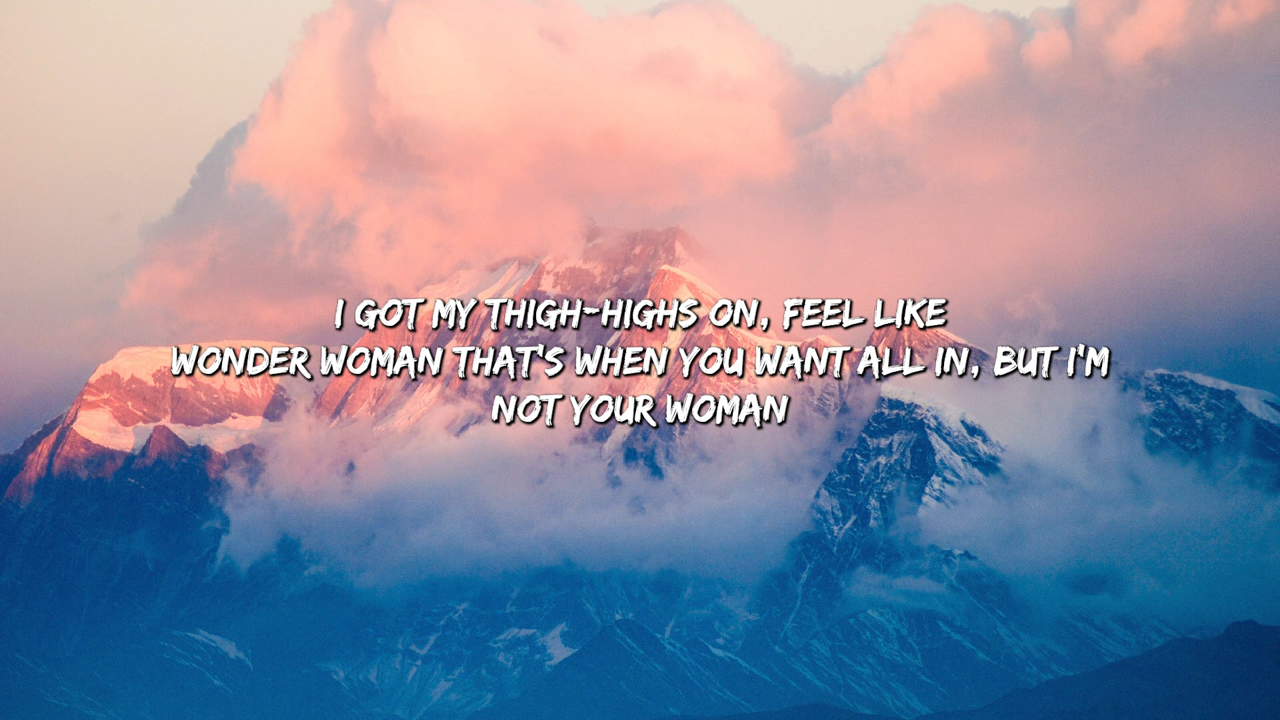 I GOT MY THIGH-HIGHS ON, FEEL LIKE
WONDER WOMAN THAT'S WHEN YOU WANT ALL IN, BUT I'M
NOT YOUR WOMAN